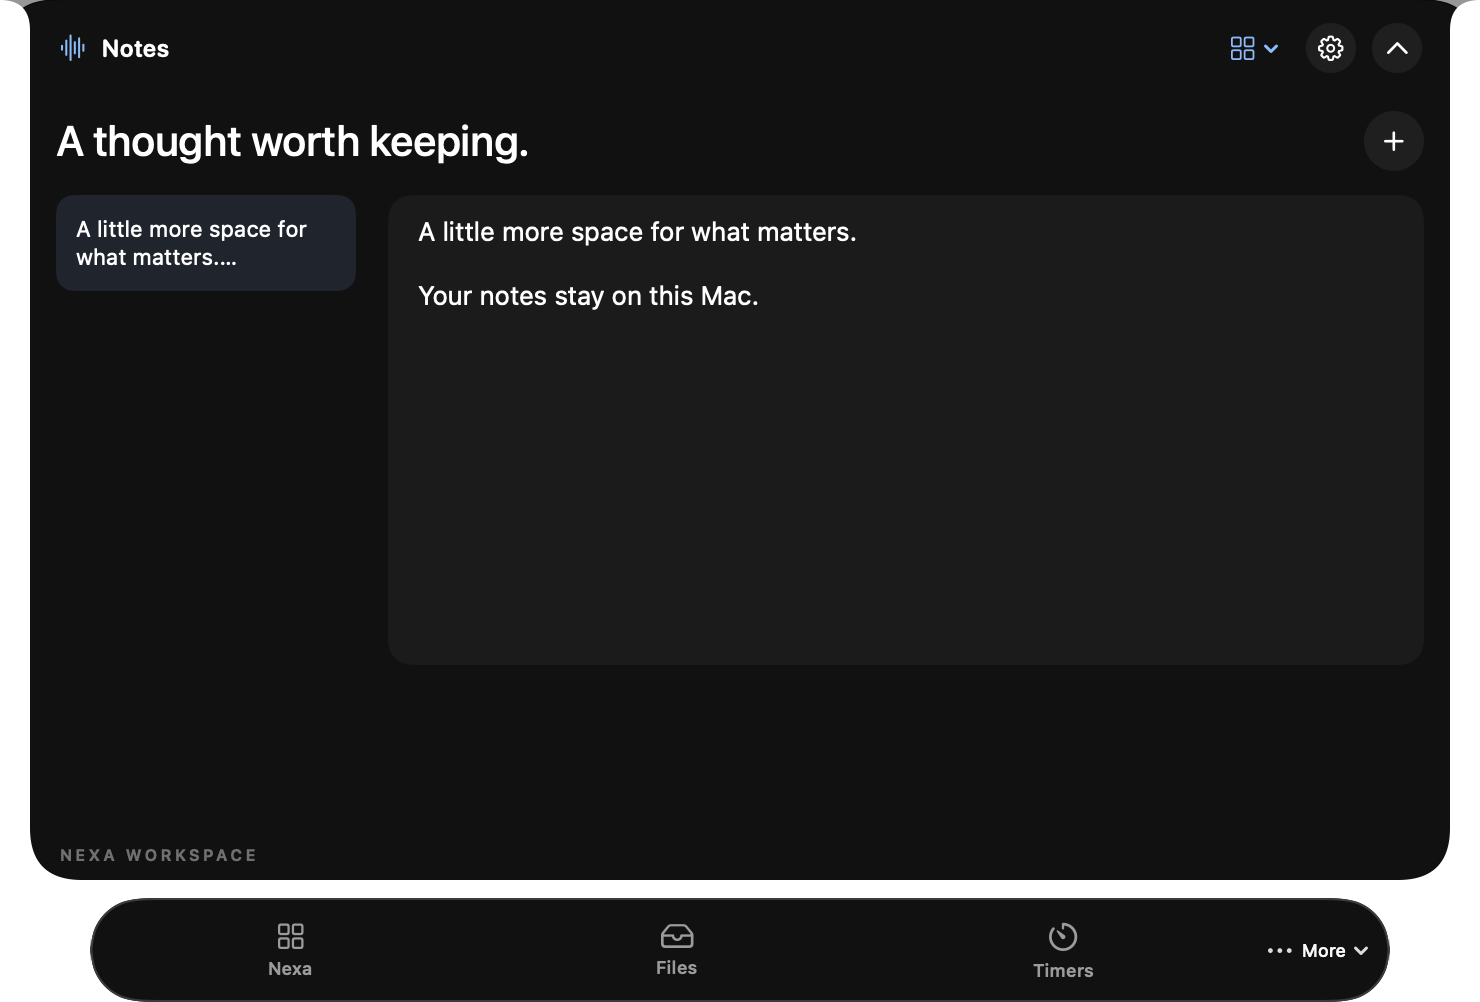 Notes
A thought worth keeping.
A little more space for
what matters....
A little more space for what matters.
Your notes stay on this Mac.
NEXA WORKSPACE
Nexa
Files
Timers
More